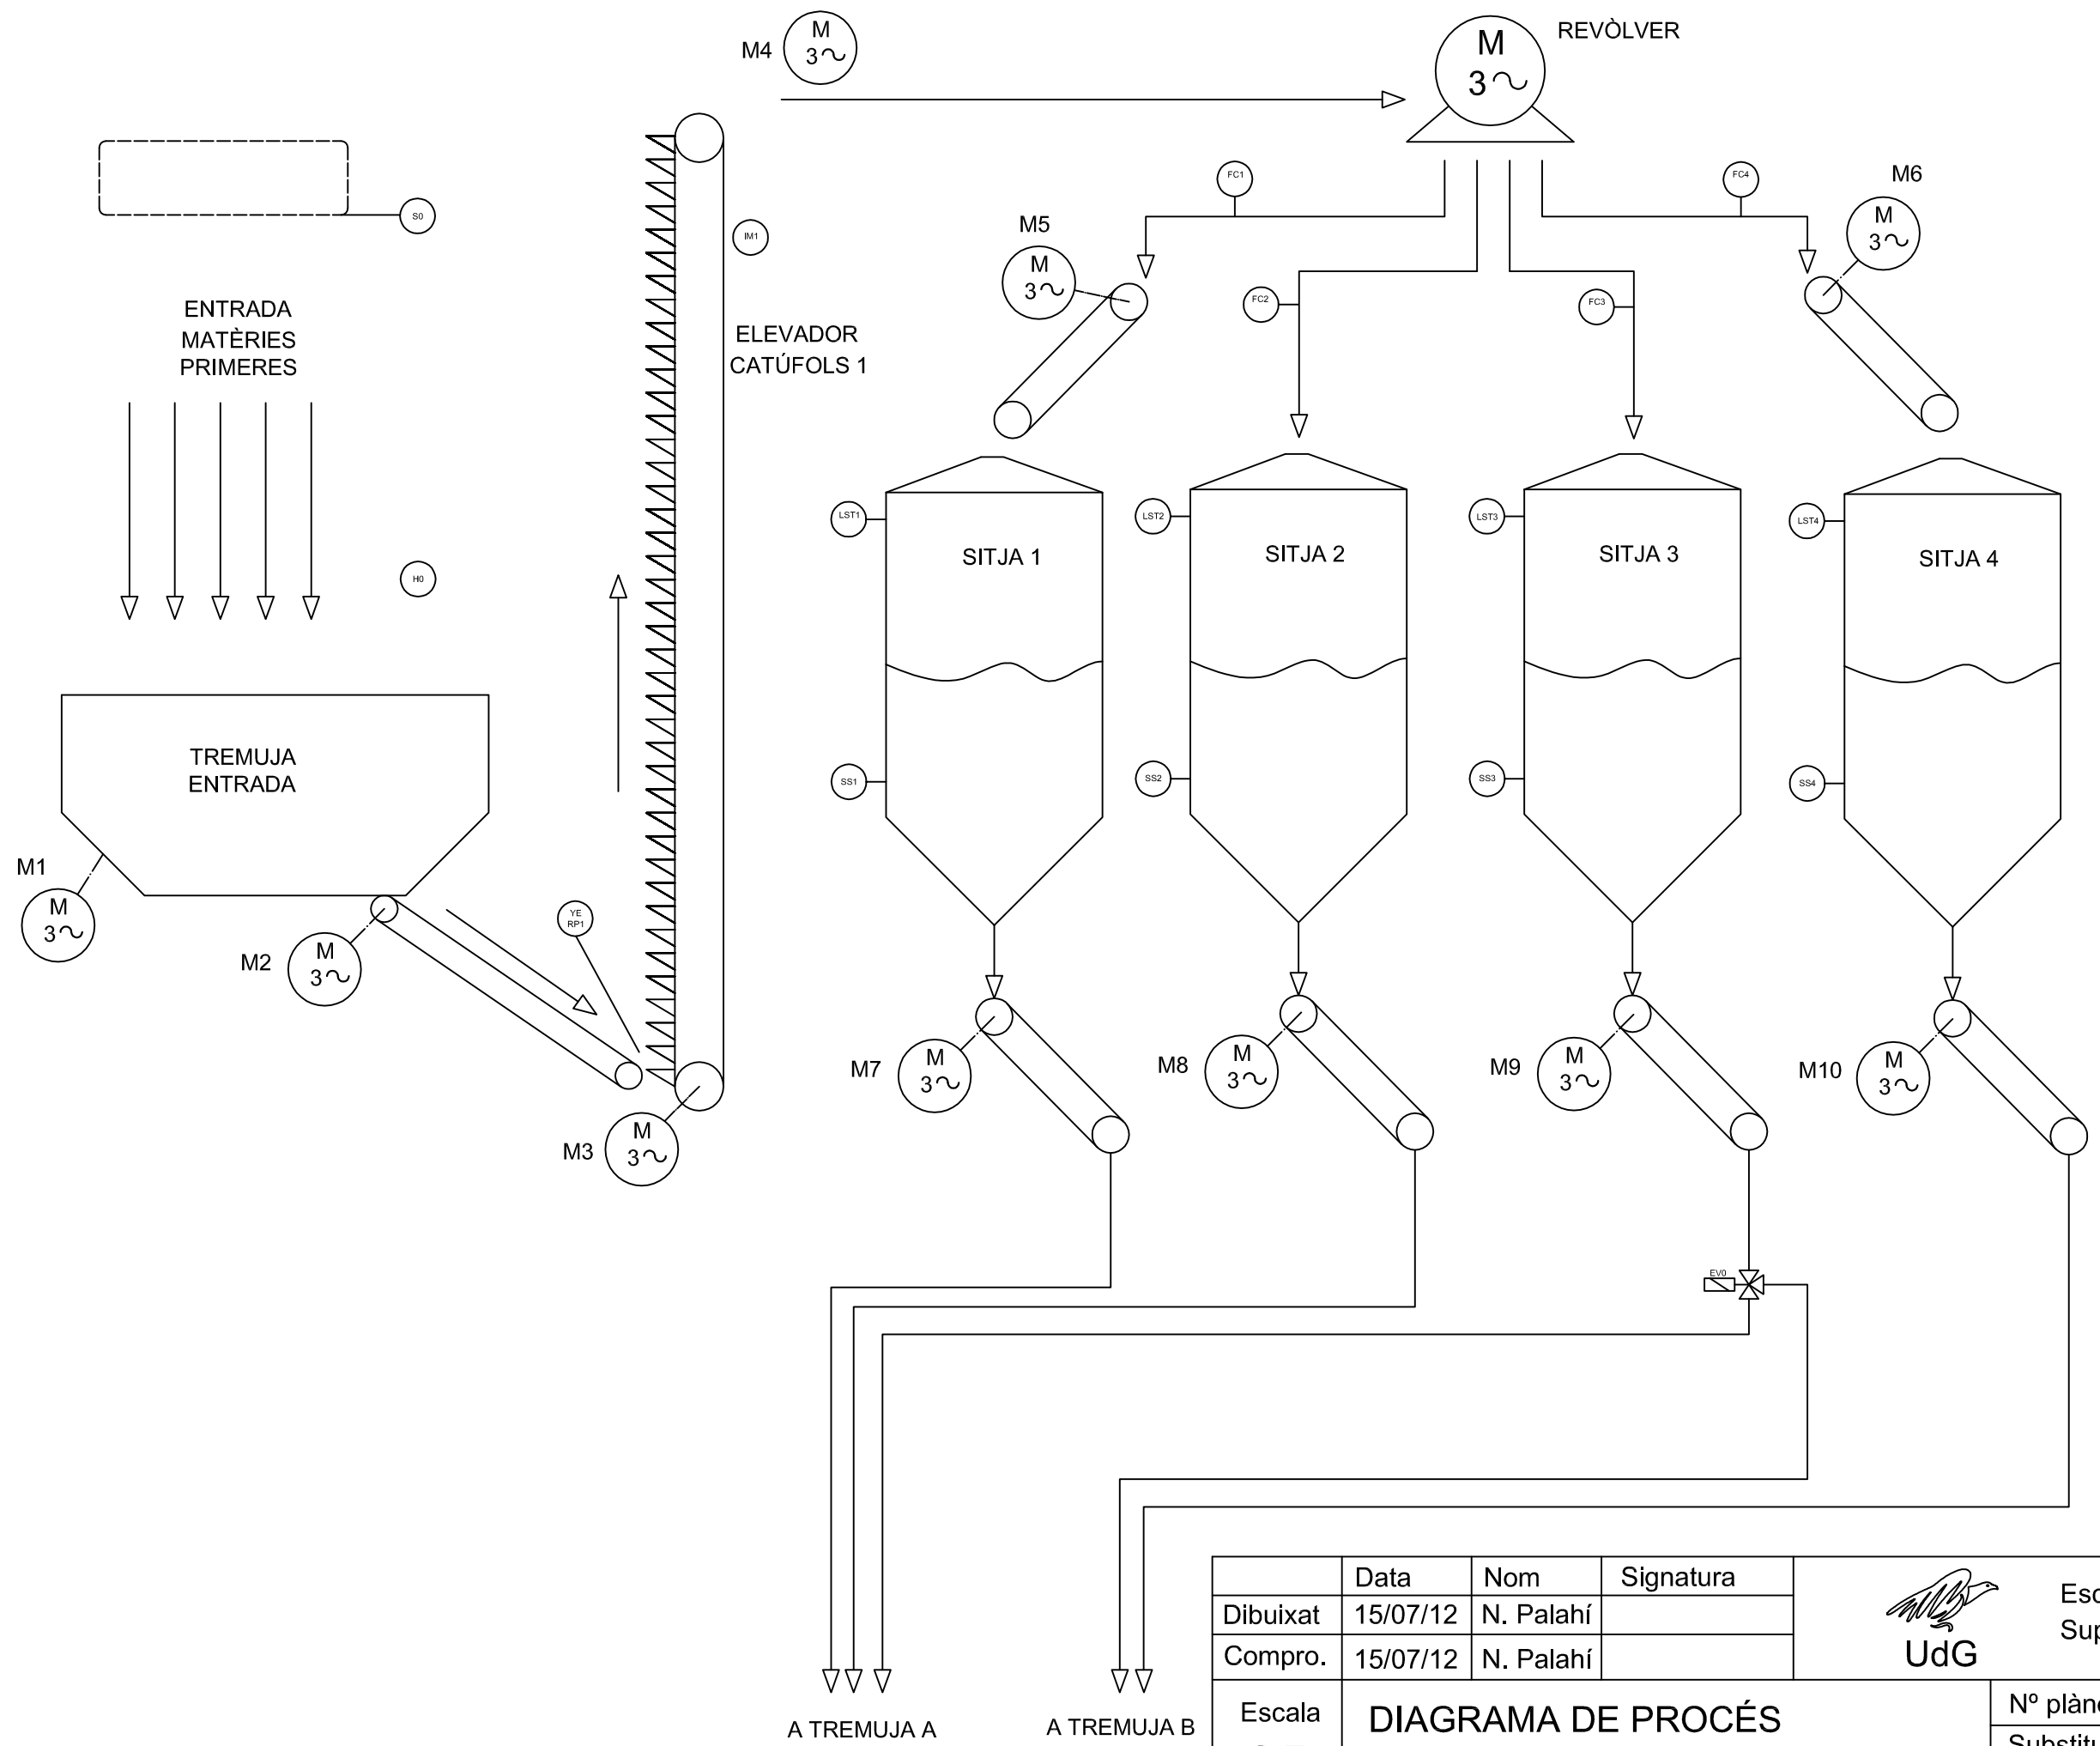 M4
M
3
REVÒLVER
M
3
S0
FC1
FC4
M6
M
3
M5
M
3
IM1
FC2
FC3
ENTRADA
MATÈRIES
PRIMERES
ELEVADOR
CATÚFOLS 1
H0
LST1
LST2
LST3
LST4
SITJA 1
SITJA 2
SITJA 3
SITJA 4
TREMUJA
ENTRADA
SS1
SS2
SS3
SS4
M1
M
3
M2
M
3
YE
RP1
M3
M
3
M7
M
3
M8
M
3
M9
M
3
M10
M
3
EV0
A TREMUJA A
A TREMUJA B
Data Nom Signatura
Dibuixat 15/07/12 N. Palahí
Compro. 15/07/12 N. Palahí
UdG
Escala
DIAGRAMA DE PROCÉS